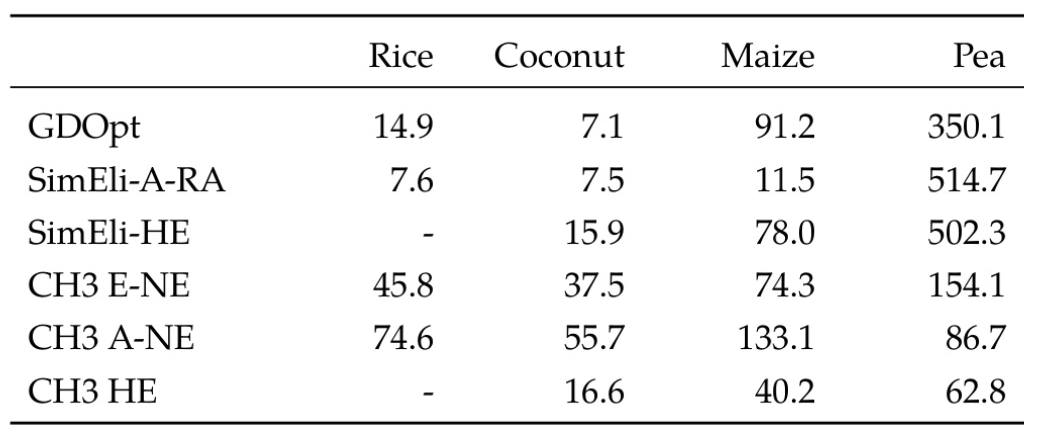 Rice Coconut Maize Pea
GDOpt 14.9 7.1 91.2 350.1
SimEli-A-RA 7.6 7.5 11.5 514.7
SimEli-HE - 15.9 78.0 502.3
CH3 E-NE 45.8 37.5 74.3 154.1
CH3 A-NE 74.6 55.7 133.1 86.7
CH3 HE - 16.6 40.2 62.8